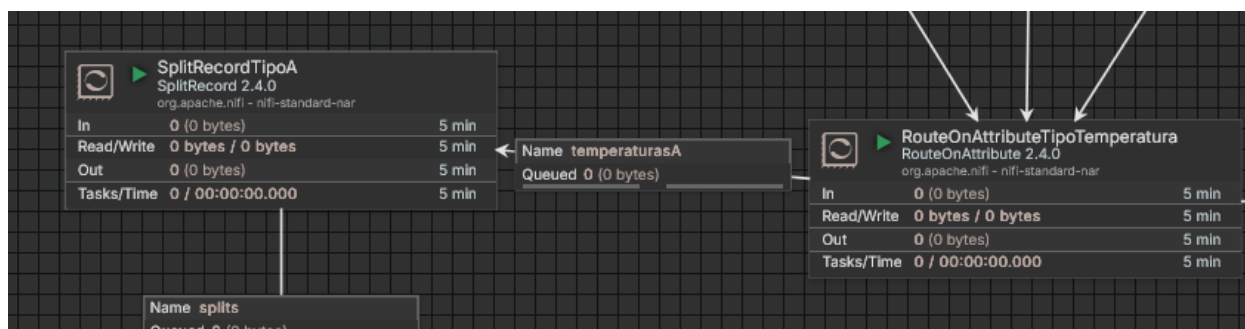 SplitRecordTipoA
SplitRecord 2.4.0
org.apache.nifi - nifi-standard-nar
In 0 (0 bytes) 5 min
Read/Write 0 bytes / 0 bytes 5 min
Out 0 (0 bytes) 5 min
Tasks/Time 0 / 00:00:00.000 5 min
Name temperaturasA
Queued 0 (0 bytes)
RouteOnAttributeTipoTemperatura
RouteOnAttribute 2.4.0
org.apache.nifi - nifi-standard-nar
In 0 (0 bytes) 5 min
Read/Write 0 bytes / 0 bytes 5 min
Out 0 (0 bytes) 5 min
Tasks/Time 0 / 00:00:00.000 5 min
Name splits
Queued 0 (0 bytes)